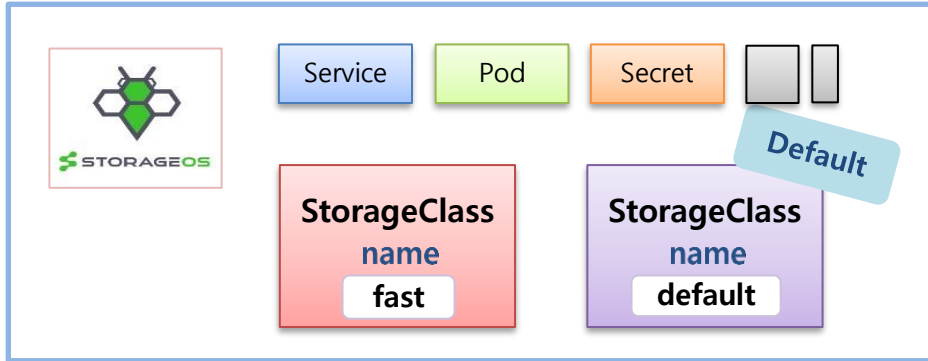 STORAGEOS
Service
Pod
Secret
Default
StorageClass
name
fast
StorageClass
name
default